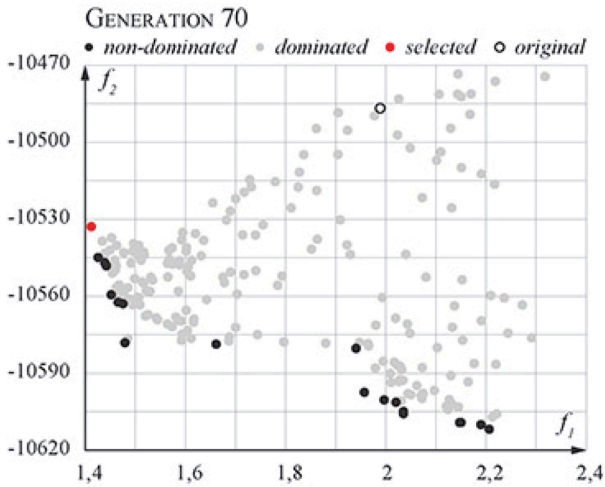 GENERATION 70
non-dominated dominated selected original
-10470
f2
-10500
-10530
-10560
-10590
f1
-10620
1,4 1,6 1,8 2 2,2 2,4